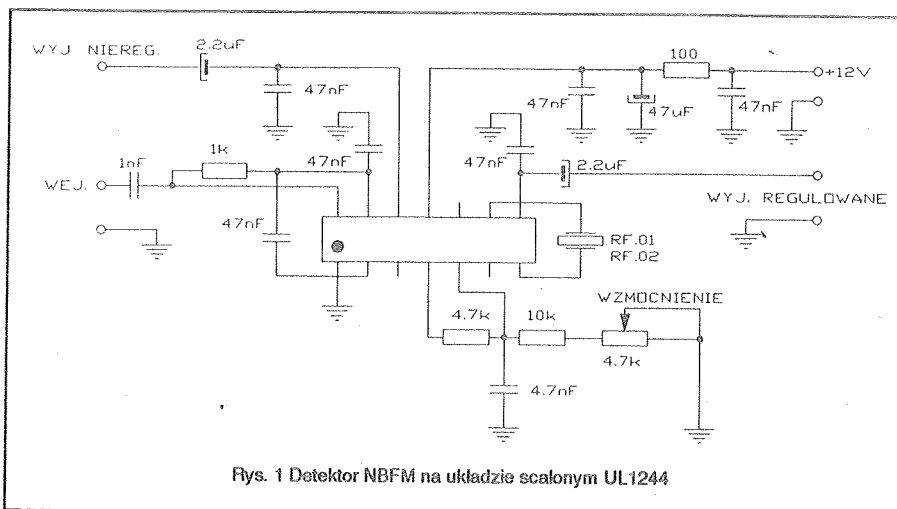 WYJ NIEREG.
2.2uF
47nF
47nF
1k
1nF
WEJ.
47nF
100
+12V
47nF
47uF
47nF
47nF
2.2uF
WYJ. REGULOWANE
RF.01
RF.02
WZMOCNIENIE
4.7k
10k
4.7k
4.7nF
Rys. 1 Detektor NBFM na układzie scalonym UL1244